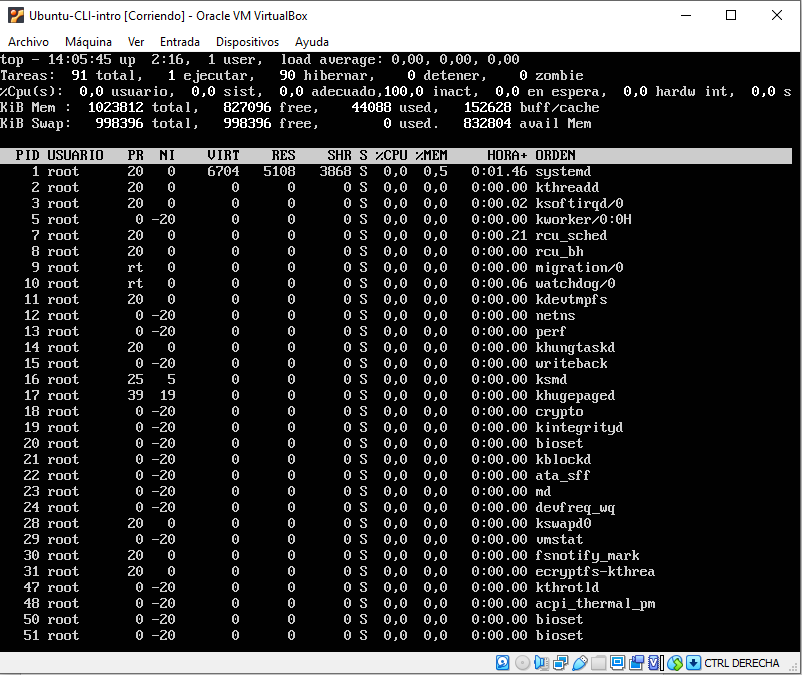 Ubuntu-CLI-intro [Corriendo] - Oracle VM VirtualBox
Archivo Máquina Ver Entrada Dispositivos Ayuda
top - 14:05:45 up  2:16,  1 user,  load average: 0,00, 0,00, 0,00
Tareas:  91 total,   1 ejecutar,  90 hibernar,   0 detener,   0 zombie
%Cpu(s):  0,0 usuario,  0,0 sist,  0,0 adecuado,100,0 inact,  0,0 en espera,  0,0 hardw int,  0,0 s
KiB Mem :  1023812 total,   827096 free,    44088 used,   152628 buff/cache
KiB Swap:   998396 total,   998396 free,        0 used.   832804 avail Mem
PID USUARIO   PR  NI    VIRT    RES    SHR S %CPU %MEM     HORA+ ORDEN
1 root      20   0    6704   5108   3868 S  0,0  0,5   0:01.46 systemd
2 root      20   0       0      0      0 S  0,0  0,0   0:00.00 kthreadd
3 root      20   0       0      0      0 S  0,0  0,0   0:00.02 ksoftirqd/0
5 root       0 -20       0      0      0 S  0,0  0,0   0:00.00 kworker/0:0H
7 root      20   0       0      0      0 S  0,0  0,0   0:00.21 rcu_sched
8 root      20   0       0      0      0 S  0,0  0,0   0:00.00 rcu_bh
9 root      rt   0       0      0      0 S  0,0  0,0   0:00.00 migration/0
10 root      rt   0       0      0      0 S  0,0  0,0   0:00.06 watchdog/0
11 root      20   0       0      0      0 S  0,0  0,0   0:00.00 kdevtmpfs
12 root       0 -20       0      0      0 S  0,0  0,0   0:00.00 netns
13 root       0 -20       0      0      0 S  0,0  0,0   0:00.00 perf
14 root      20   0       0      0      0 S  0,0  0,0   0:00.00 khungtaskd
15 root       0 -20       0      0      0 S  0,0  0,0   0:00.00 writeback
16 root      25   5       0      0      0 S  0,0  0,0   0:00.00 ksmd
17 root      39  19       0      0      0 S  0,0  0,0   0:00.00 khugepaged
18 root       0 -20       0      0      0 S  0,0  0,0   0:00.00 crypto
19 root       0 -20       0      0      0 S  0,0  0,0   0:00.00 kintegrityd
20 root       0 -20       0      0      0 S  0,0  0,0   0:00.00 bioset
21 root       0 -20       0      0      0 S  0,0  0,0   0:00.00 kblockd
22 root       0 -20       0      0      0 S  0,0  0,0   0:00.00 ata_sff
23 root       0 -20       0      0      0 S  0,0  0,0   0:00.00 md
24 root       0 -20       0      0      0 S  0,0  0,0   0:00.00 devfreq_wq
28 root      20   0       0      0      0 S  0,0  0,0   0:00.00 kswapd0
29 root       0 -20       0      0      0 S  0,0  0,0   0:00.00 vmstat
30 root      20   0       0      0      0 S  0,0  0,0   0:00.00 fsnotify_mark
31 root      20   0       0      0      0 S  0,0  0,0   0:00.00 ecryptfs-kthrea
47 root       0 -20       0      0      0 S  0,0  0,0   0:00.00 kthrotld
48 root       0 -20       0      0      0 S  0,0  0,0   0:00.00 acpi_thermal_pm
50 root       0 -20       0      0      0 S  0,0  0,0   0:00.00 bioset
51 root       0 -20       0      0      0 S  0,0  0,0   0:00.00 bioset
CTRL DERECHA